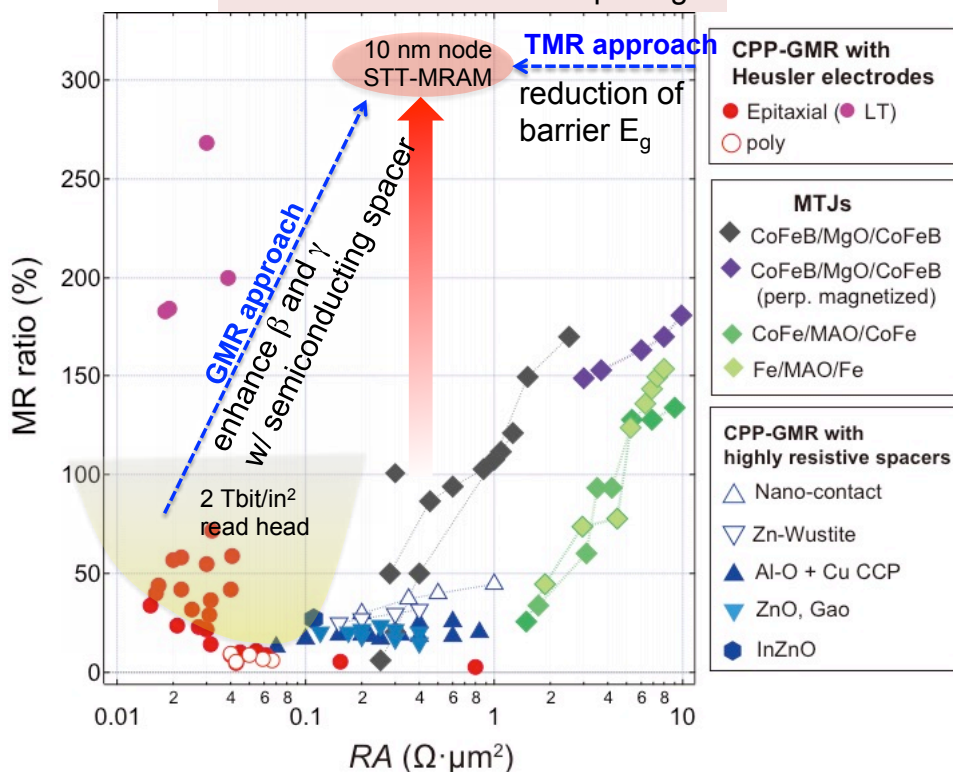 10 nm node
STT-MRAM
TMR approach
reduction of
barrier Eg
GMR approach
enhance β and γ
w/ semiconducting spacer
2 Tbit/in²
read head
MR ratio (%)
300
250
200
150
100
50
0
0.01 2 4 6 8 0.1 2 4 6 8 1 2 4 6 8 10
RA (Ω·μm²)
CPP-GMR with
Heusler electrodes
Epitaxial (● LT)
poly
MTJs
CoFeB/MgO/CoFeB
CoFeB/MgO/CoFeB
(perp. magnetized)
CoFe/MAO/CoFe
Fe/MAO/Fe
CPP-GMR with
highly resistive spacers
Nano-contact
Zn-Wustite
Al-O + Cu CCP
ZnO, Gao
InZnO